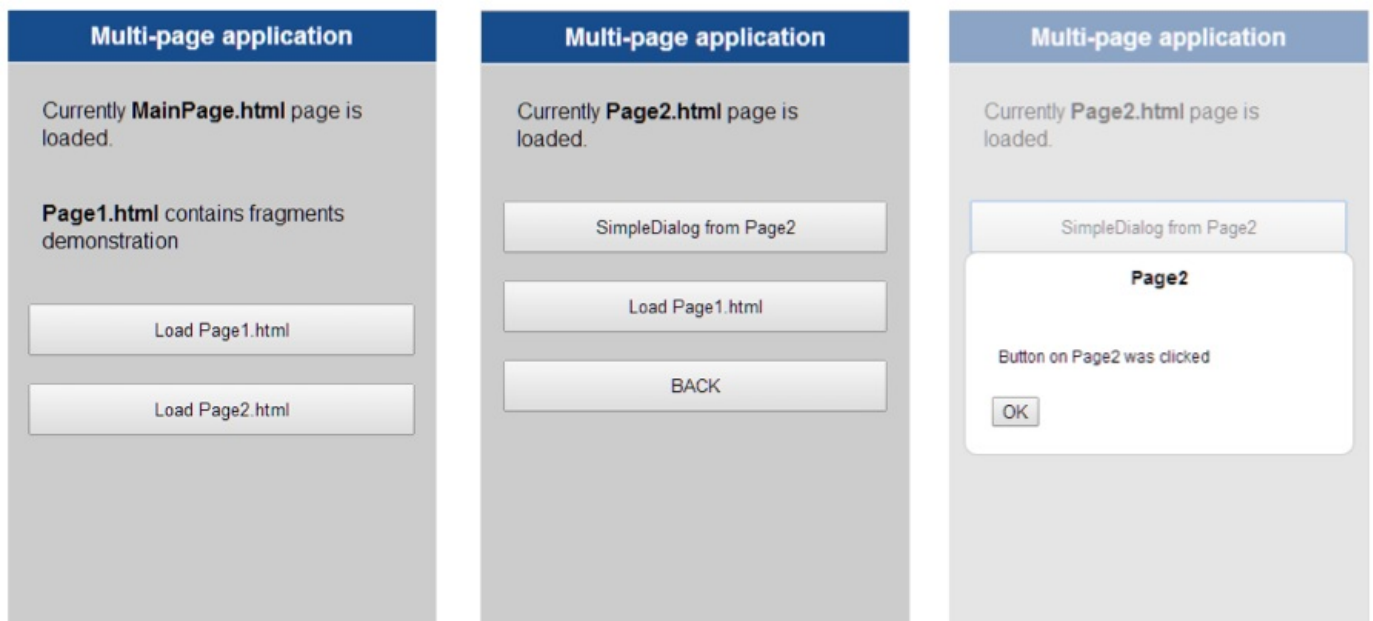 Multi-page application
Currently MainPage.html page is
loaded.
Page1.html contains fragments
demonstration
Load Page1.html
Load Page2.html
Multi-page application
Currently Page2.html page is
loaded.
SimpleDialog from Page2
Load Page1.html
BACK
Multi-page application
Currently Page2.html page is
loaded.
SimpleDialog from Page2
Page2
Button on Page2 was clicked
OK